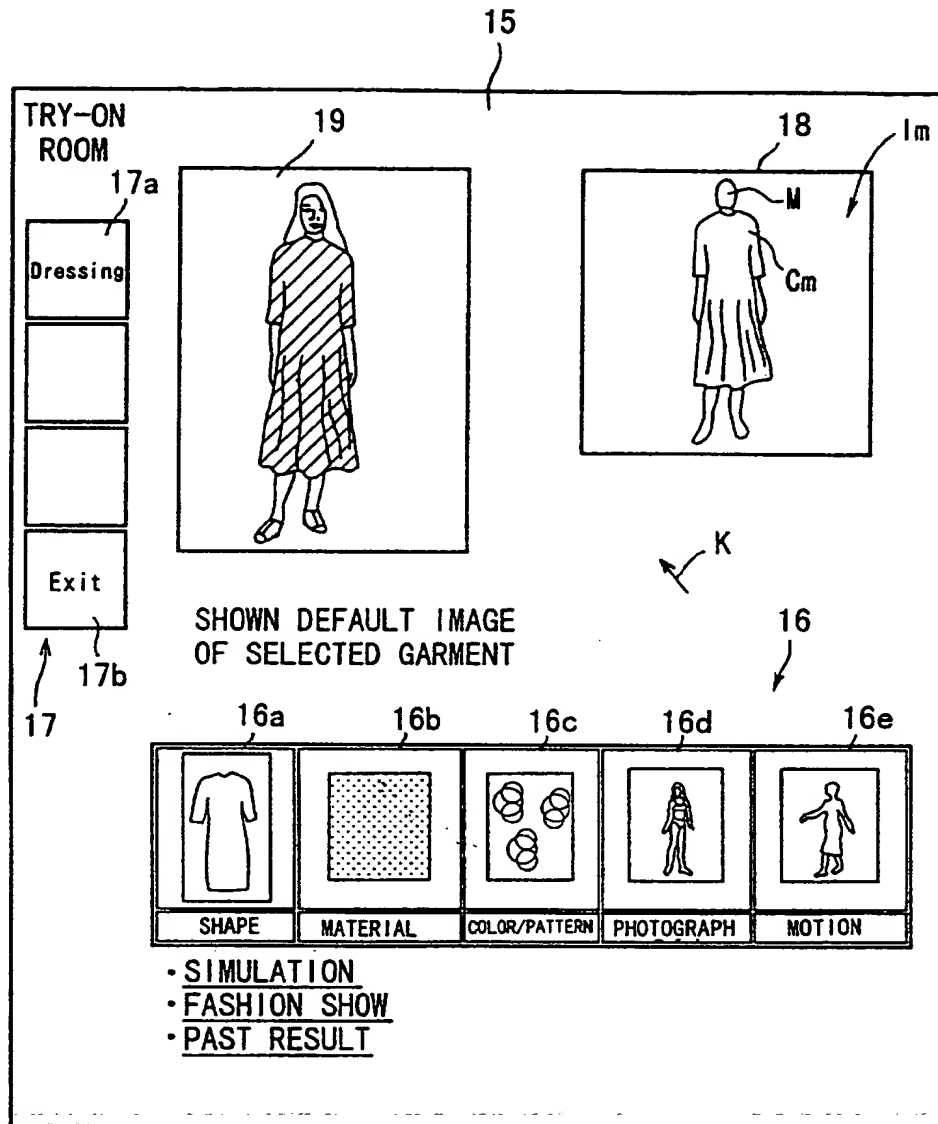 15
TRY-ON
ROOM
19
18
Im
17a
M
Dressing
Cm
K
Exit
SHOWN DEFAULT IMAGE
OF SELECTED GARMENT
16
17b
17
16a
16b
16c
16d
16e
SHAPE
MATERIAL
COLOR/PATTERN
PHOTOGRAPH
MOTION
・SIMULATION
・FASHION SHOW
・PAST RESULT